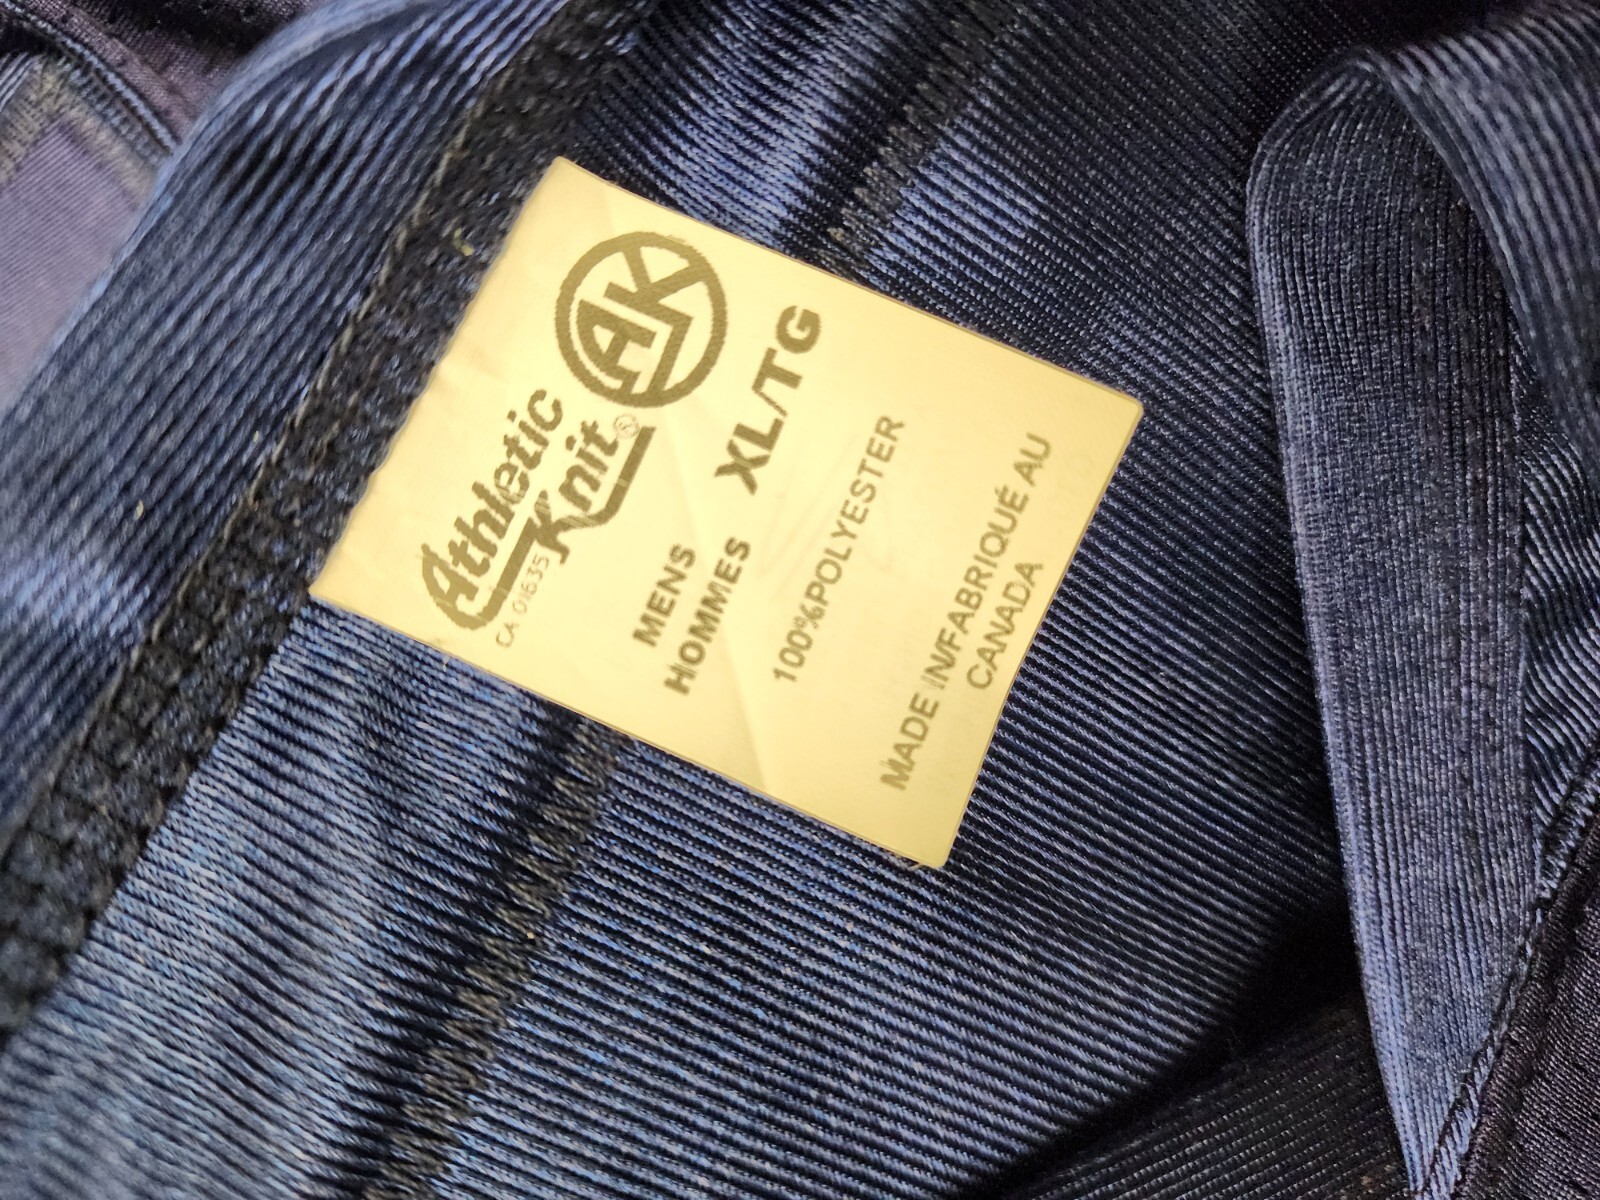 AK
Athletic
Knit®
CA 01635
MENS
HOMMES XL/TG
100%POLYESTER
MADE IN/FABRIQUÉ AU
CANADA